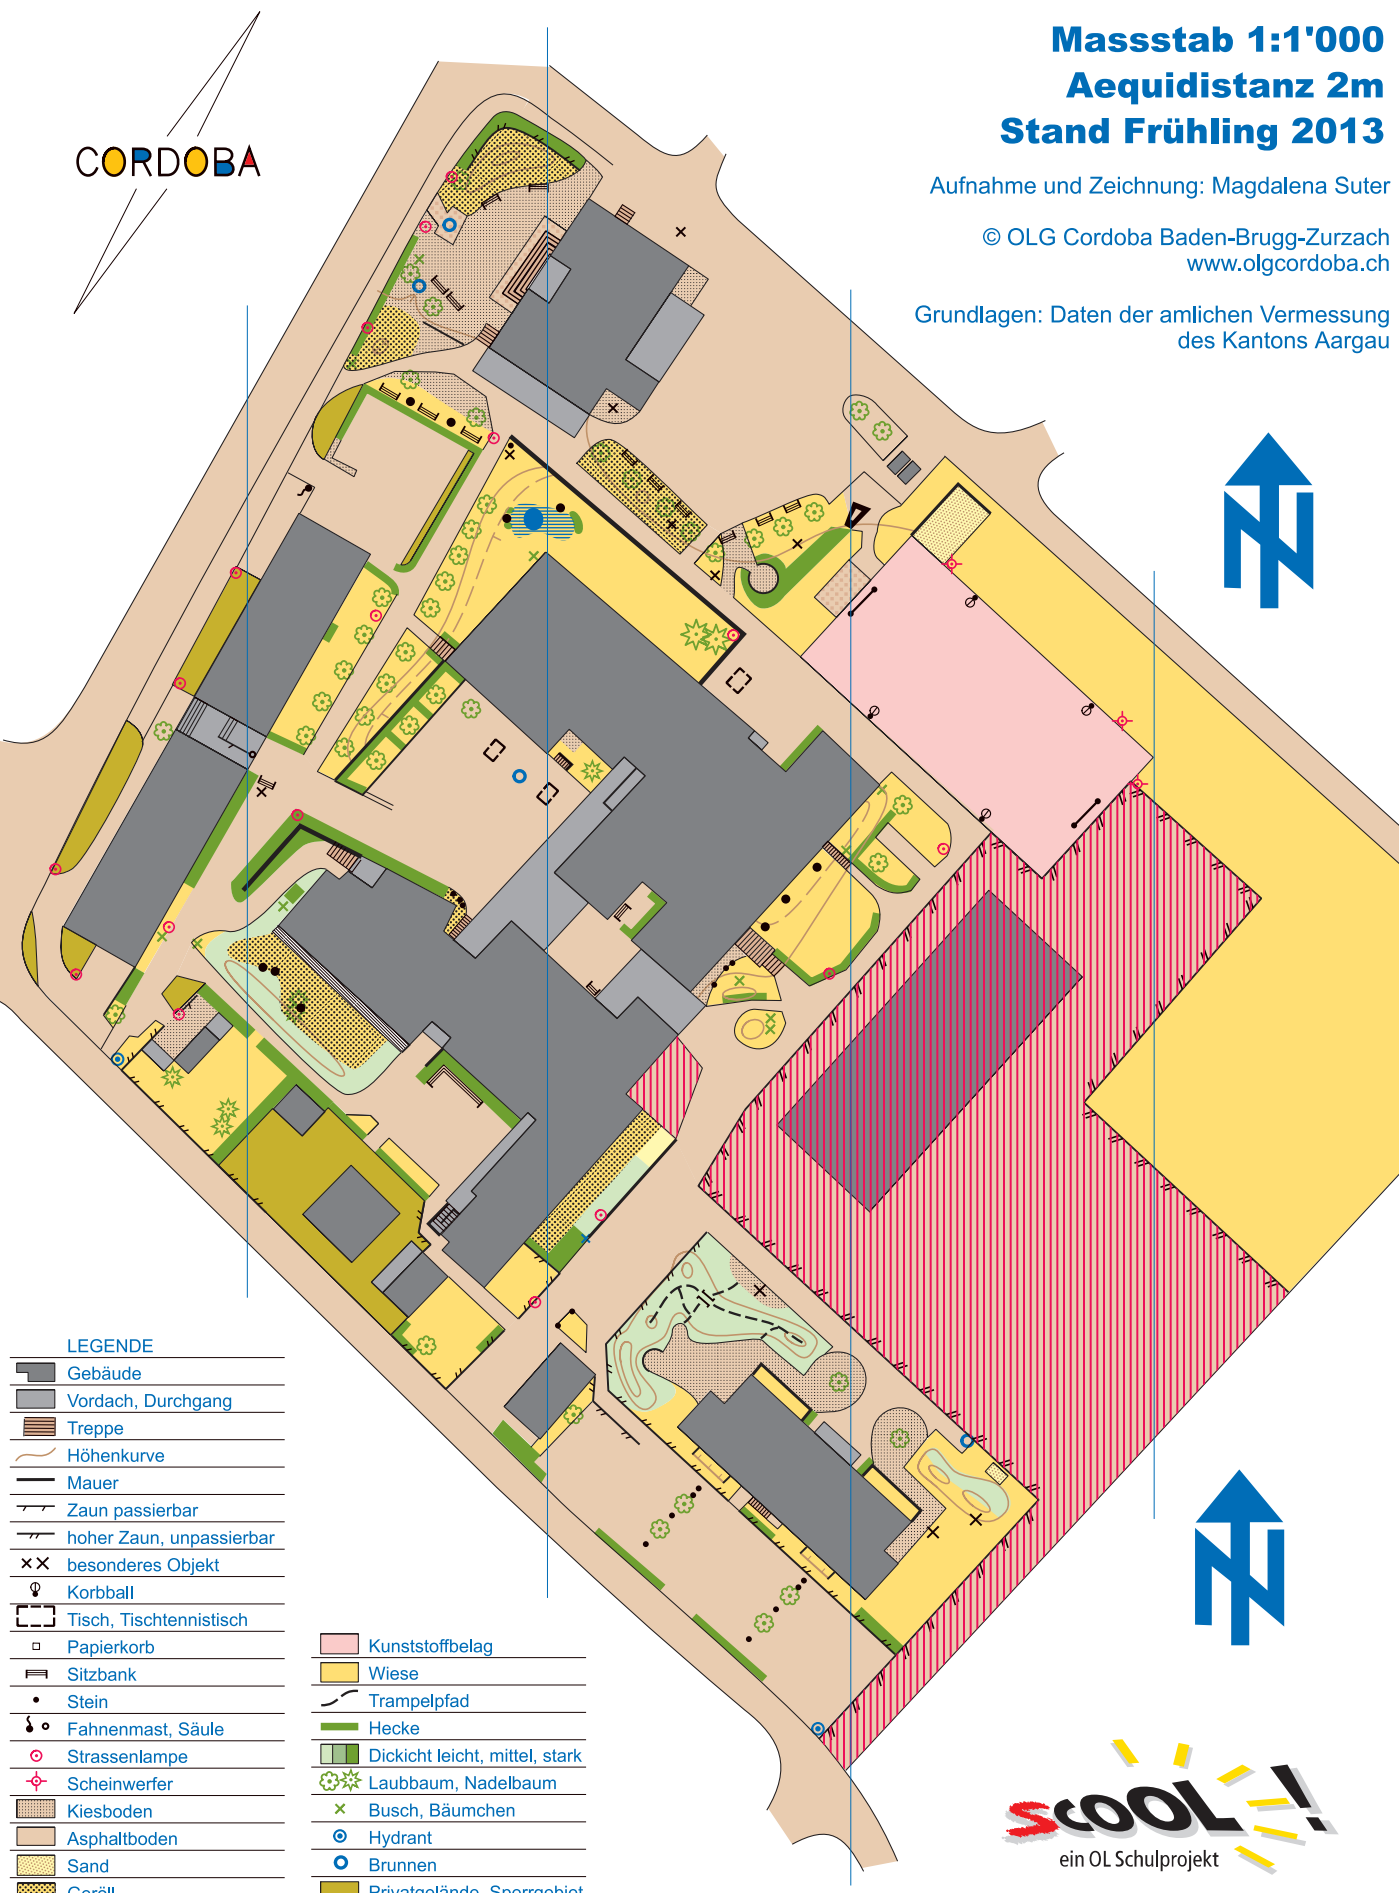 Massstab 1:1'000
Aequidistanz 2m
Stand Frühling 2013
Aufnahme und Zeichnung: Magdalena Suter
© OLG Cordoba Baden-Brugg-Zurzach
www.olgcordoba.ch
Grundlagen: Daten der amlichen Vermessung
des Kantons Aargau
CORDOBA
N
N
LEGENDE
Gebäude
Vordach, Durchgang
Treppe
Höhenkurve
Mauer
Zaun passierbar
hoher Zaun, unpassierbar
besonderes Objekt
Korbball
Tisch, Tischtennistisch
Papierkorb
Sitzbank
Stein
Fahnenmast, Säule
Strassenlampe
Scheinwerfer
Kiesboden
Asphaltboden
Sand
Geröll
Kunststoffbelag
Wiese
Trampelpfad
Hecke
Dickicht leicht, mittel, stark
Laubbaum, Nadelbaum
Busch, Bäumchen
Hydrant
Brunnen
Privatgelände, Sperrgebiet
sCOOL!
ein OL Schulprojekt